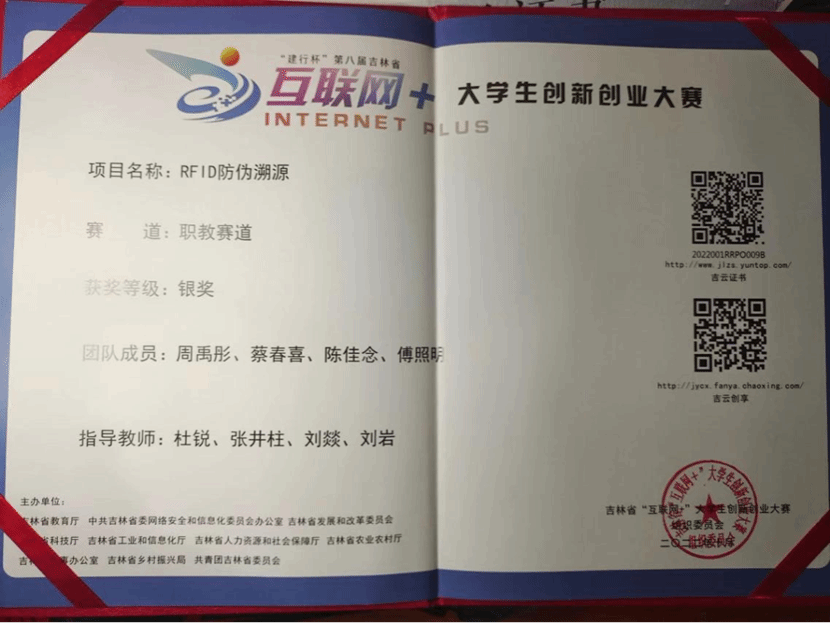 “建行杯”第八届吉林省
互联网+ 大学生创新创业大赛
INTERNET PLUS
项目名称：RFID防伪溯源
赛 道：职教赛道
获奖等级：银奖
团队成员：周禹彤、蔡春喜、陈佳念、傅照明
指导教师：杜锐、张井柱、刘燚、刘岩
2022001RRPO009B
http://www.jlzs.yuntop.com/
吉云证书
http://jycx.fanya.chaoxing.com/
吉云创享
主办单位：
林省教育厅 中共吉林省委网络安全和信息化委员会办公室 吉林省发展和改革委员会
省科技厅 吉林省工业和信息化厅 吉林省人力资源和社会保障厅 吉林省农业农村厅
办公室 吉林省乡村振兴局 共青团吉林省委员会
吉林省“互联网+”大学生创新创业大赛
组织委员会